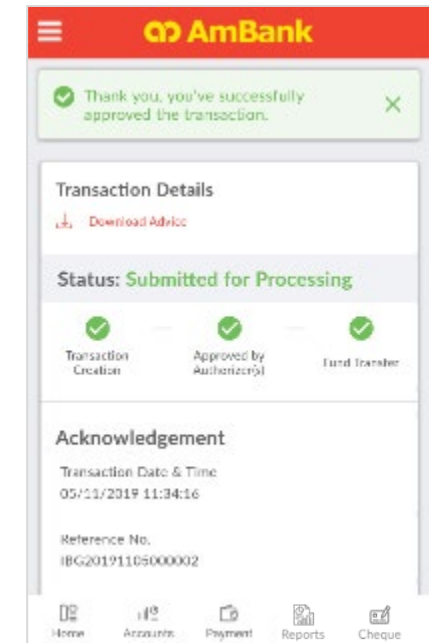 AmBank
Thank you, you've successfully
approved the transaction.
Transaction Details
Download Advice
Status: Submitted for Processing
Transaction
Creation
Approved by
Authorizer(s)
Fund Transfer
Acknowledgement
Transaction Date & Time
05/11/2019 11:34:16
Reference No.
IBG20191105000002
Home
Accounts
Payment
Reports
Cheque